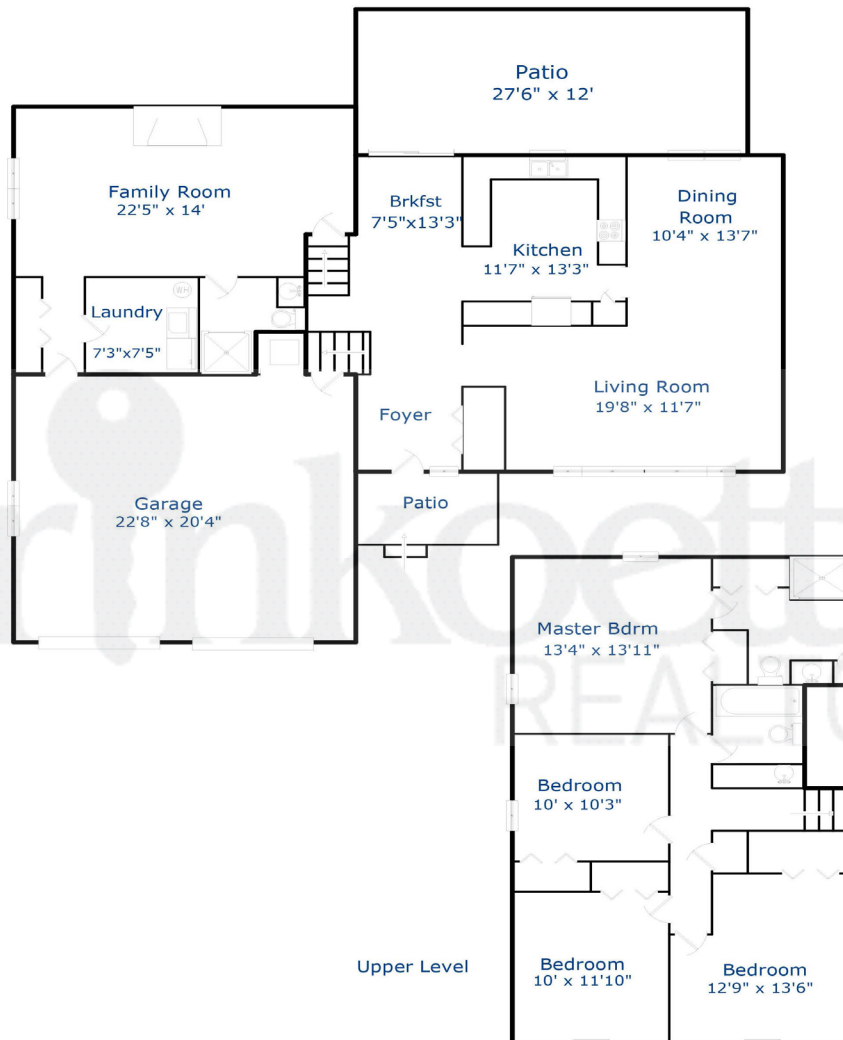 Patio
27'6" x 12'
Family Room
22'5" x 14'
Brkfst
7'5"x13'3"
Dining
Room
10'4" x 13'7"
Kitchen
11'7" x 13'3"
WH
Laundry
7'3"x7'5"
Living Room
19'8" x 11'7"
Foyer
Garage
22'8" x 20'4"
Patio
Master Bdrm
13'4" x 13'11"
Bedroom
10' x 10'3"
Upper Level
Bedroom
10' x 11'10"
Bedroom
12'9" x 13'6"